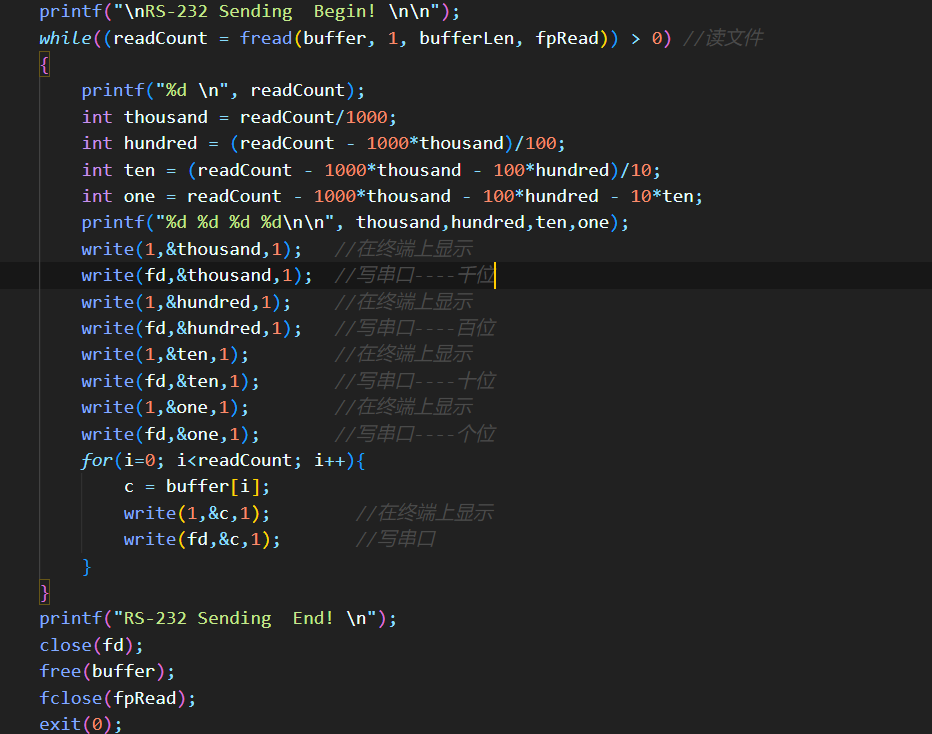 printf("\nRS-232 Sending  Begin! \n\n");
while((readCount = fread(buffer, 1, bufferLen, fpRead)) > 0) //读文件
{
printf("%d \n", readCount);
int thousand = readCount/1000;
int hundred = (readCount - 1000*thousand)/100;
int ten = (readCount - 1000*thousand - 100*hundred)/10;
int one = readCount - 1000*thousand - 100*hundred - 10*ten;
printf("%d %d %d %d\n\n", thousand,hundred,ten,one);
write(1,&thousand,1);   //在终端上显示
write(fd,&thousand,1);  //写串口----千位
write(1,&hundred,1);    //在终端上显示
write(fd,&hundred,1);   //写串口----百位
write(1,&ten,1);        //在终端上显示
write(fd,&ten,1);       //写串口----十位
write(1,&one,1);        //在终端上显示
write(fd,&one,1);       //写串口----个位
for(i=0; i<readCount; i++){
c = buffer[i];
write(1,&c,1);        //在终端上显示
write(fd,&c,1);       //写串口
}
}
printf("RS-232 Sending  End! \n");
close(fd);
free(buffer);
fclose(fpRead);
exit(0);